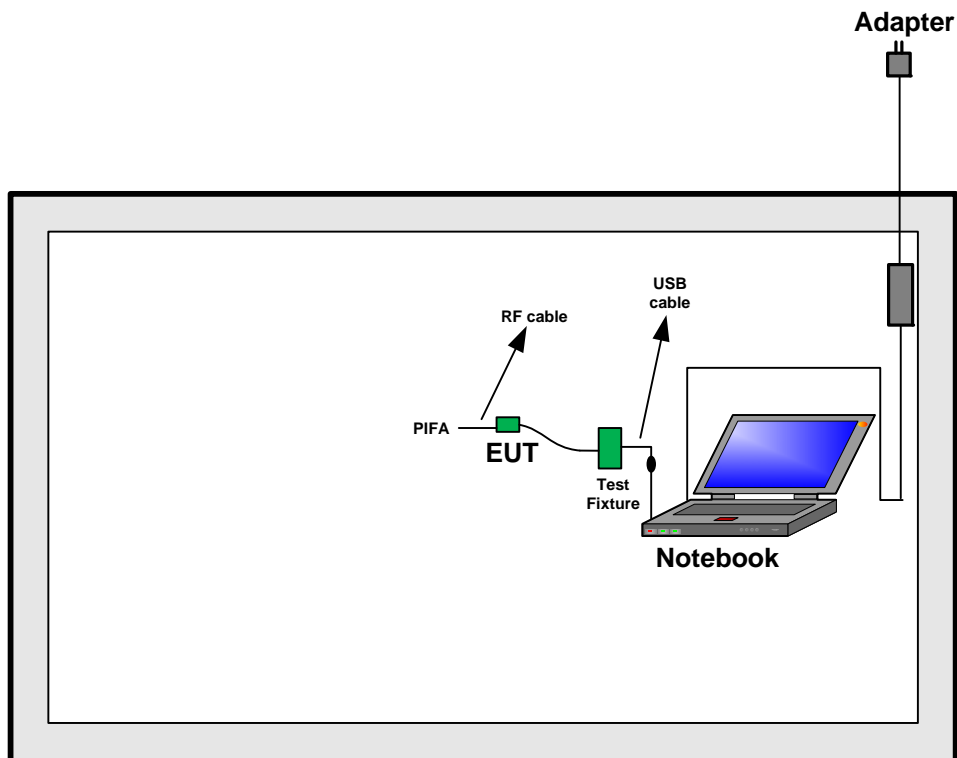 Adapter
USB
cable
RF cable
PIFA
EUT
Test
Fixture
Notebook